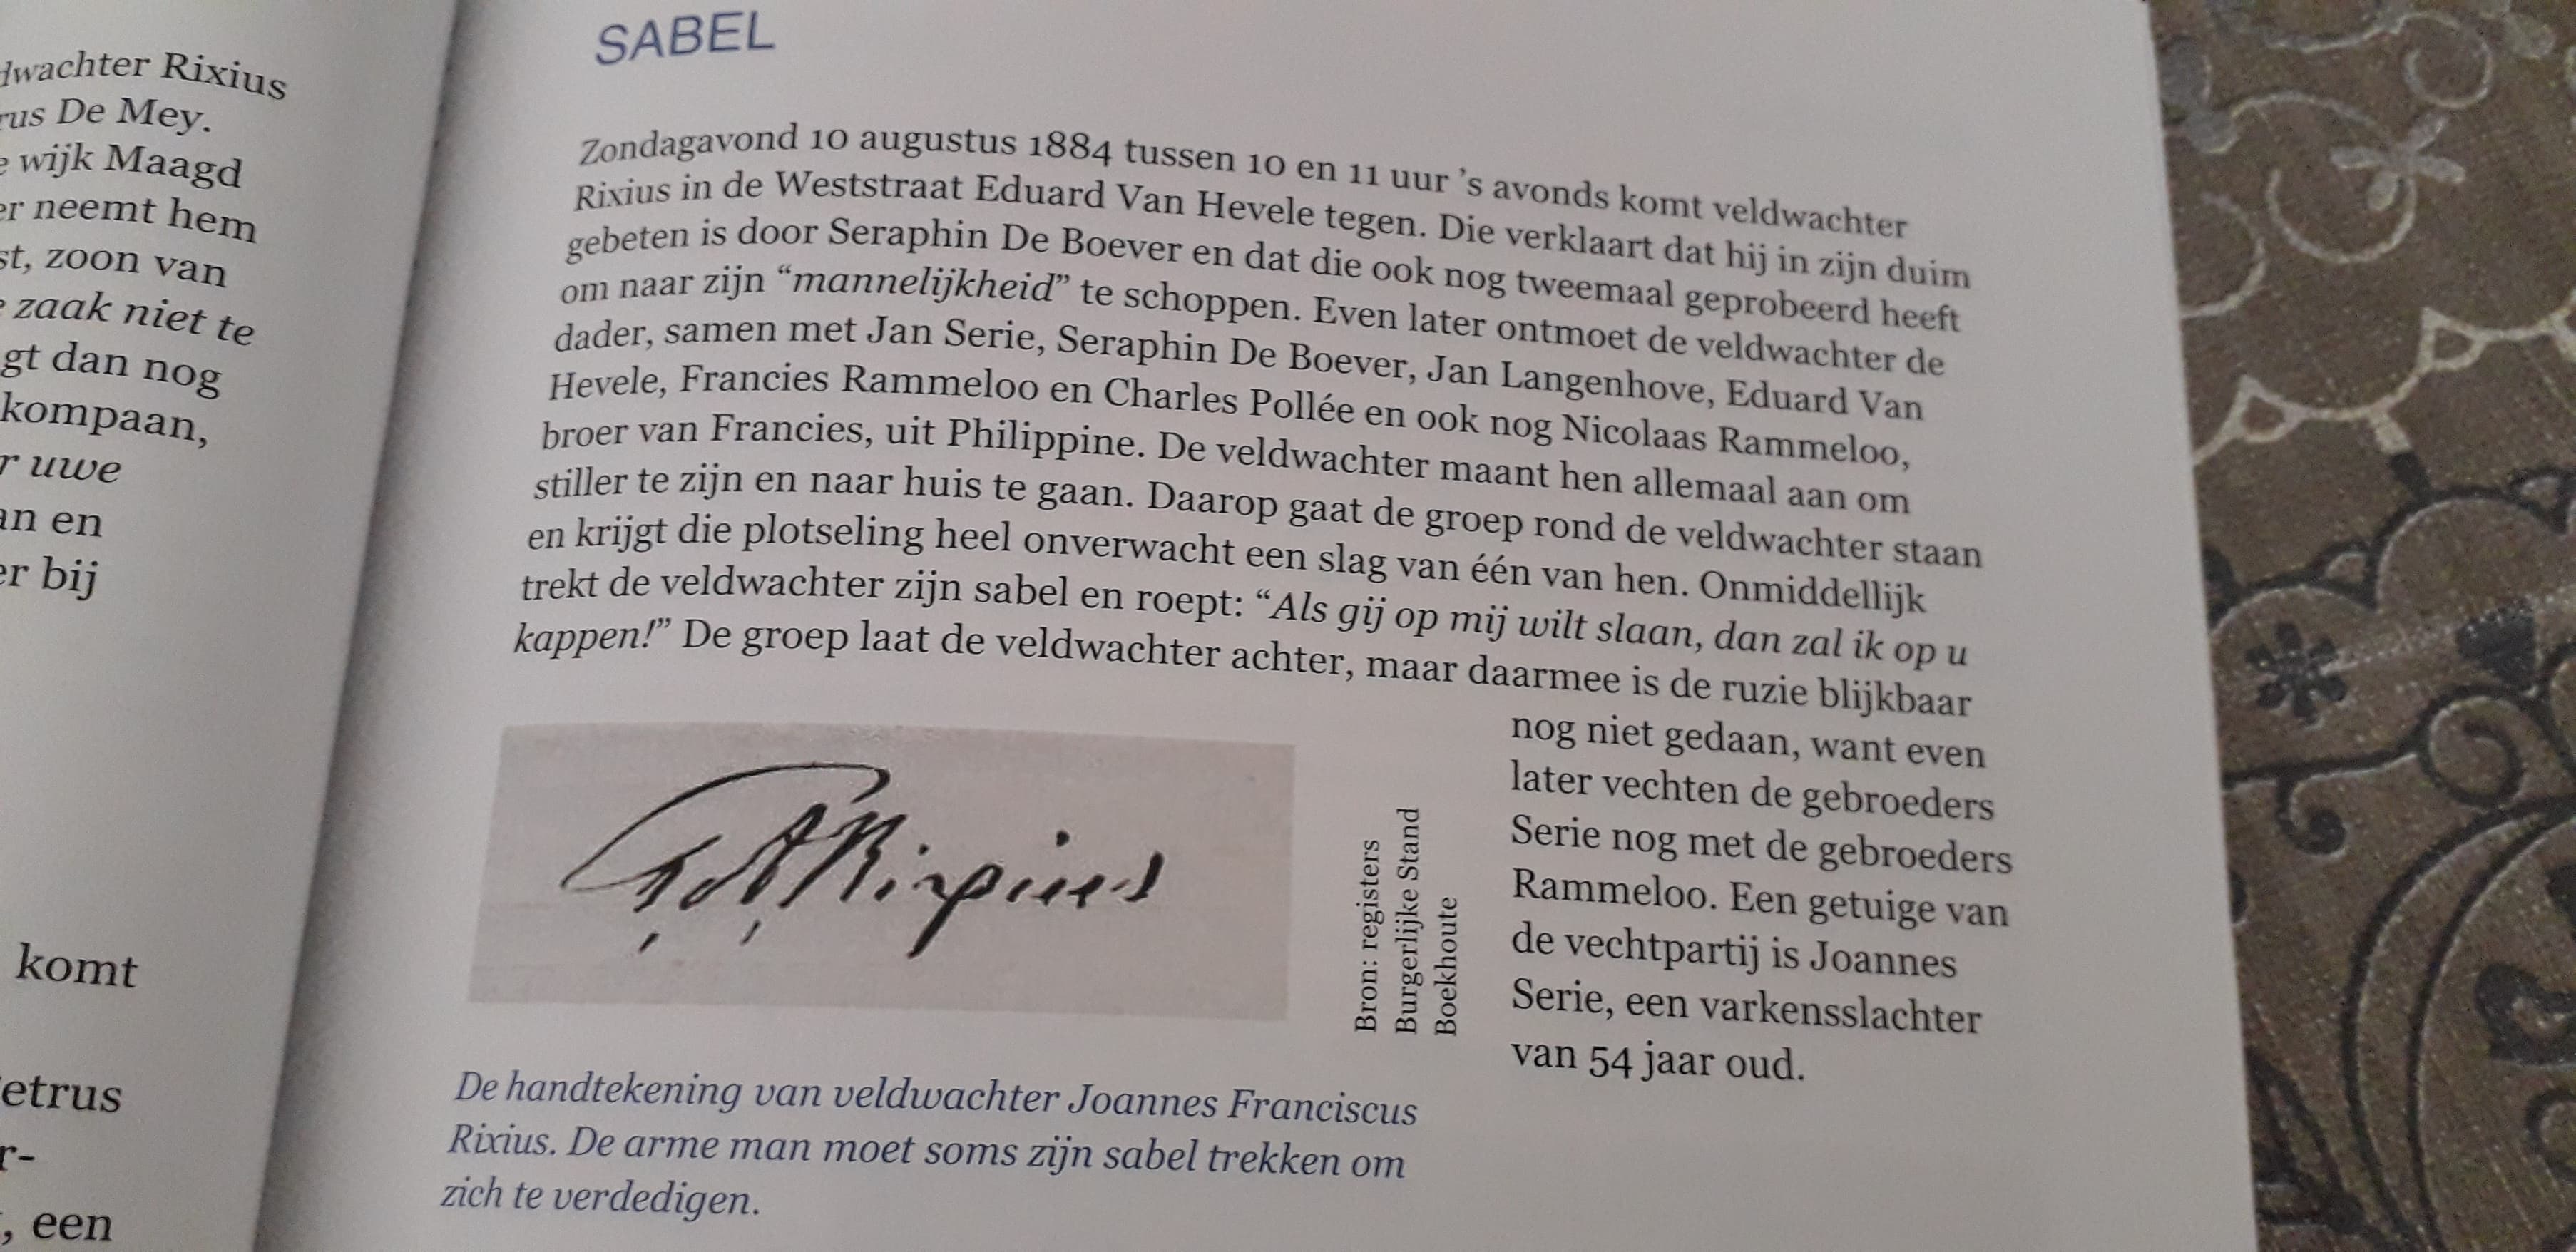 dwachter Rixius
rus De Mey.
e wijk Maagd
er neemt hem
st, zoon van
e zaak niet te
gt dan nog
kompaan,
r uwe
an en
er bij
komt
etrus
r-
, een
SABEL
Zondagavond 10 augustus 1884 tussen 10 en 11 uur ’s avonds komt veldwachter
Rixius in de Weststraat Eduard Van Hevele tegen. Die verklaart dat hij in zijn duim
gebeten is door Seraphin De Boever en dat die ook nog tweemaal geprobeerd heeft
om naar zijn “mannelijkheid” te schoppen. Even later ontmoet de veldwachter de
dader, samen met Jan Serie, Seraphin De Boever, Jan Langenhove, Eduard Van
Hevele, Francies Rammeloo en Charles Pollée en ook nog Nicolaas Rammeloo,
broer van Francies, uit Philippine. De veldwachter maant hen allemaal aan om
stiller te zijn en naar huis te gaan. Daarop gaat de groep rond de veldwachter staan
en krijgt die plotseling heel onverwacht een slag van één van hen. Onmiddellijk
trekt de veldwachter zijn sabel en roept: “Als gij op mij wilt slaan, dan zal ik op u
kappen!” De groep laat de veldwachter achter, maar daarmee is de ruzie blijkbaar
nog niet gedaan, want even
later vechten de gebroeders
Serie nog met de gebroeders
Rammeloo. Een getuige van
de vechtpartij is Joannes
Serie, een varkensslachter
van 54 jaar oud.
Rixius
Bron: registers
Burgerlijke Stand
Boekhoute
De handtekening van veldwachter Joannes Franciscus
Rixius. De arme man moet soms zijn sabel trekken om
zich te verdedigen.